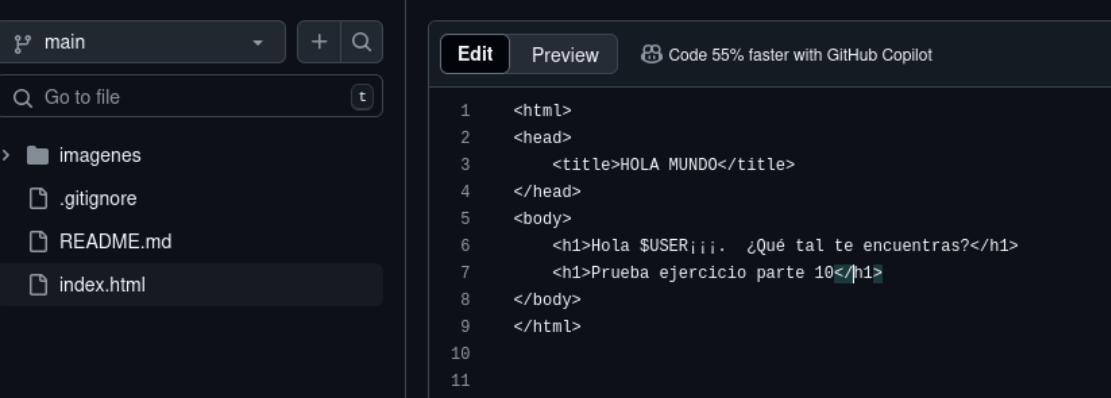 main
Go to file
t
imagenes
.gitignore
README.md
index.html
Edit
Preview
Code 55% faster with GitHub Copilot
1 <html>
2 <head>
3     <title>HOLA MUNDO</title>
4 </head>
5 <body>
6     <h1>Hola $USER¡¡¡.  ¿Qué tal te encuentras?</h1>
7     <h1>Prueba ejercicio parte 10</h1>
8 </body>
9 </html>
10
11